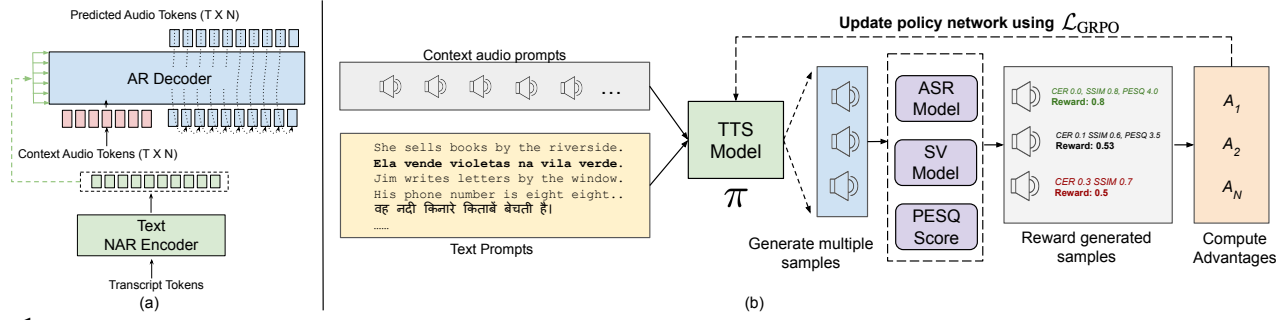 Predicted Audio Tokens (T X N)
AR Decoder
Context Audio Tokens (T X N)
Text
NAR Encoder
Transcript Tokens
(a)
Update policy network using ℒGRPO
Context audio prompts
...
She sells books by the riverside.
Ela vende violetas na vila verde.
Jim writes letters by the window.
His phone number is eight eight..
वह नदी किनारे किताबें बेचती है।
......
Text Prompts
TTS
Model
π
Generate multiple
samples
ASR
Model
SV
Model
PESQ
Score
CER 0.0, SSIM 0.8, PESQ 4.0
Reward: 0.8
CER 0.1 SSIM 0.6, PESQ 3.5
Reward: 0.53
CER 0.3 SSIM 0.7
Reward: 0.5
Reward generated
samples
A1
A2
AN
Compute
Advantages
(b)